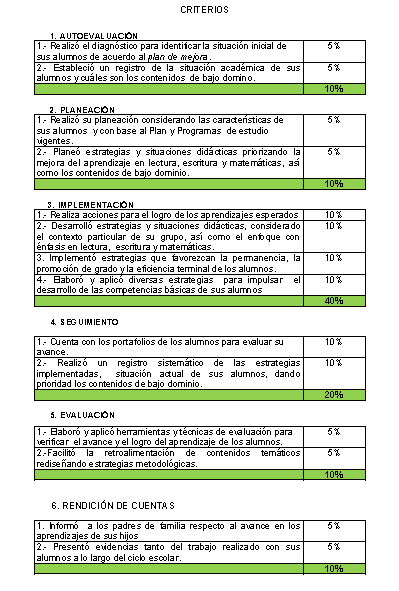 CRITERIOS
1. AUTOEVALUACIÓN
1.- Realizó el diagnóstico para identificar la situación inicial de 5%
sus alumnos de acuerdo al plan de mejora.
2.- Estableció un registro de la situación académica de sus 5%
alumnos y cuáles son los contenidos de bajo domino.
10%
2. PLANEACIÓN
1.- Realizó su planeación considerando las características de 5%
sus alumnos y con base al Plan y Programas de estudio
vigentes.
2.- Planeó estrategias y situaciones didácticas priorizando la 5%
mejora del aprendizaje en lectura, escritura y matemáticas, así
como los contenidos de bajo dominio.
10%
3. IMPLEMENTACIÓN
1.- Realiza acciones para el logro de los aprendizajes esperados 10%
2.- Desarrolló estrategias y situaciones didácticas, considerado 10%
el contexto particular de su grupo, así como el enfoque con
énfasis en lectura, escritura y matemáticas.
3. Implementó estrategias que favorezcan la permanencia, la 10%
promoción de grado y la eficiencia terminal de los alumnos.
4.- Elaboró y aplicó diversas estrategias para impulsar el 10%
desarrollo de las competencias básicas de sus alumnos
40%
4. SEGUIMIENTO
1.- Cuenta con los portafolios de los alumnos para evaluar su 10%
avance.
2.- Realizó un registro sistemático de las estrategias 10%
implementadas, situación actual de sus alumnos, dando
prioridad los contenidos de bajo dominio.
20%
5. EVALUACIÓN
1.- Elaboró y aplicó herramientas y técnicas de evaluación para 5%
verificar el avance y el logro del aprendizaje de los alumnos.
2.-Facilitó la retroalimentación de contenidos temáticos 5%
rediseñando estrategias metodológicas.
10%
6. RENDICIÓN DE CUENTAS
1. Informó a los padres de familia respecto al avance en los 5%
aprendizajes de sus hijos
2.- Presentó evidencias tanto del trabajo realizado con sus 5%
alumnos a lo largo del ciclo escolar.
10%